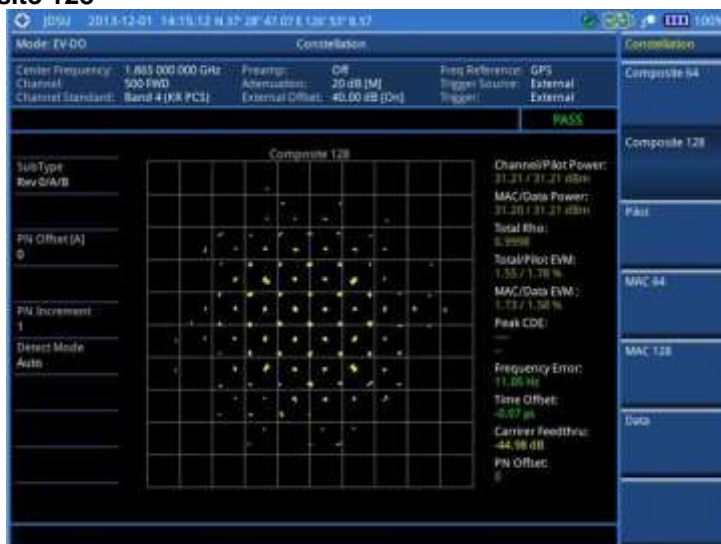 site 128
JDSU 2013-12-01 14:15:12 N 37° 28' 47.07 E 126° 53'' 8.57 100%
Mode: EV-DO Constellation Constellation
Center Frequency: 1.865 000 000 GHz Preamp: Off Freq Reference: GPS
Channel: 500 FWD Attenuation: 20 dB [M] Trigger Source: External
Channel Standard: Band 4 (KR PCS) External Offset: 40.00 dB [On] Trigger: External
PASS
Composite 64
Composite 128
Pilot
MAC 64
MAC 128
Data
Composite 128
SubType
Rev 0/A/B
PN Offset [A]
0
PN Increment
1
Detect Mode
Auto
Channel/Pilot Power:
31.21 / 31.21 dBm
MAC/Data Power:
31.20 / 31.21 dBm
Total Rho:
0.9998
Total/Pilot EVM:
1.55 / 1.78 %
MAC/Data EVM :
1.73 / 1.50 %
Peak CDE:
---
--
Frequency Error:
11.05 Hz
Time Offset:
-0.07 µs
Carrirer Feedthru:
-44.98 dB
PN Offset:
0